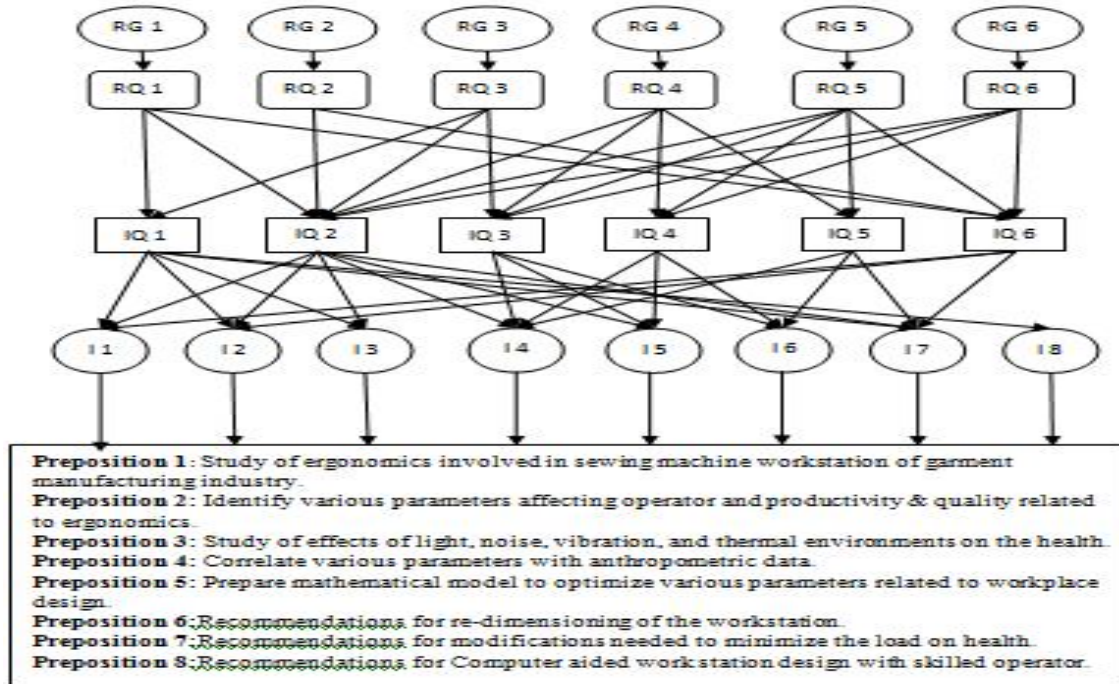 RG 1 RG 2 RG 3 RG 4 RG 5 RG 6
RQ 1 RQ 2 RQ 3 RQ 4 RQ 5 RQ 6
IQ 1 IQ 2 IQ 3 IQ 4 IQ 5 IQ 6
I 1 I 2 I 3 I 4 I 5 I 6 I 7 I 8
Preposition 1: Study of ergonomics involved in sewing machine workstation of garment
manufacturing industry.
Preposition 2: Identify various parameters affecting operator and productivity & quality related
to ergonomics.
Preposition 3: Study of effects of light, noise, vibration, and thermal environments on the health.
Preposition 4: Correlate various parameters with anthropometric data.
Preposition 5: Prepare mathematical model to optimize various parameters related to workplace
design.
Preposition 6:Recommendations for re-dimensioning of the workstation.
Preposition 7:Recommendations for modifications needed to minimize the load on health.
Preposition 8:Recommendations for Computer aided work station design with skilled operator.